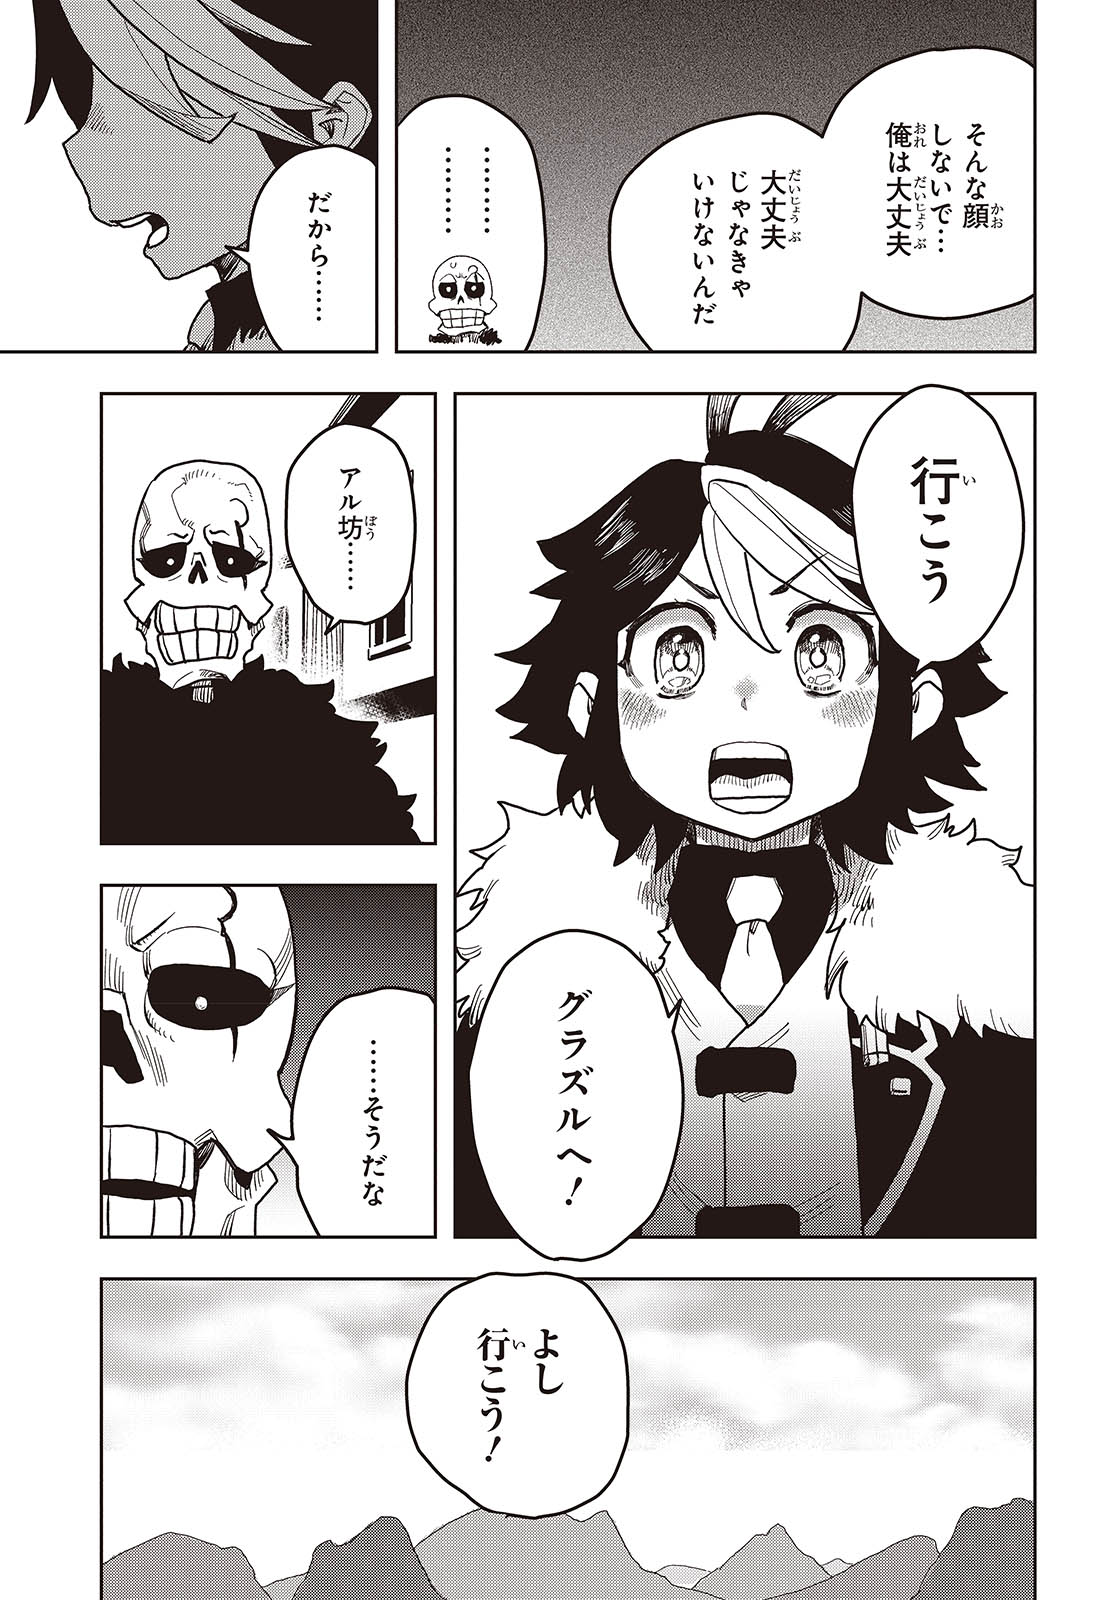 そんな顔
しないで…
俺は大丈夫
大丈夫
じゃなきゃ
いけないんだ
………
………
だから……
行こう
グラズルへ！
アル坊……
……そうだな
よし
行こう！